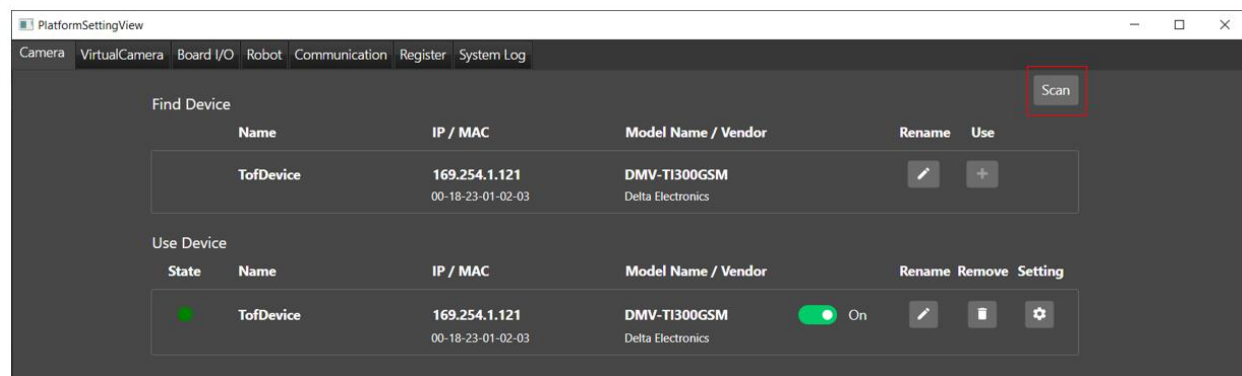 PlatformSettingView
Camera VirtualCamera Board I/O Robot Communication Register System Log
Scan
Find Device
Name IP / MAC Model Name / Vendor Rename Use
TofDevice 169.254.1.121 DMV-TI300GSM
00-18-23-01-02-03 Delta Electronics
Use Device
State Name IP / MAC Model Name / Vendor Rename Remove Setting
TofDevice 169.254.1.121 DMV-TI300GSM On
00-18-23-01-02-03 Delta Electronics